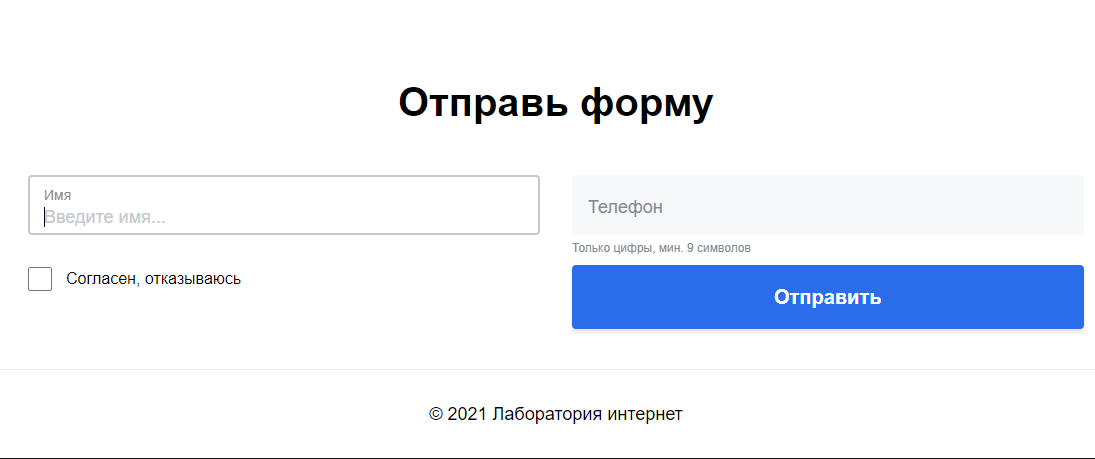 Отправь форму
Имя
Введите имя...
Телефон
Только цифры, мин. 9 символов
Согласен, отказываюсь
Отправить
© 2021 Лаборатория интернет